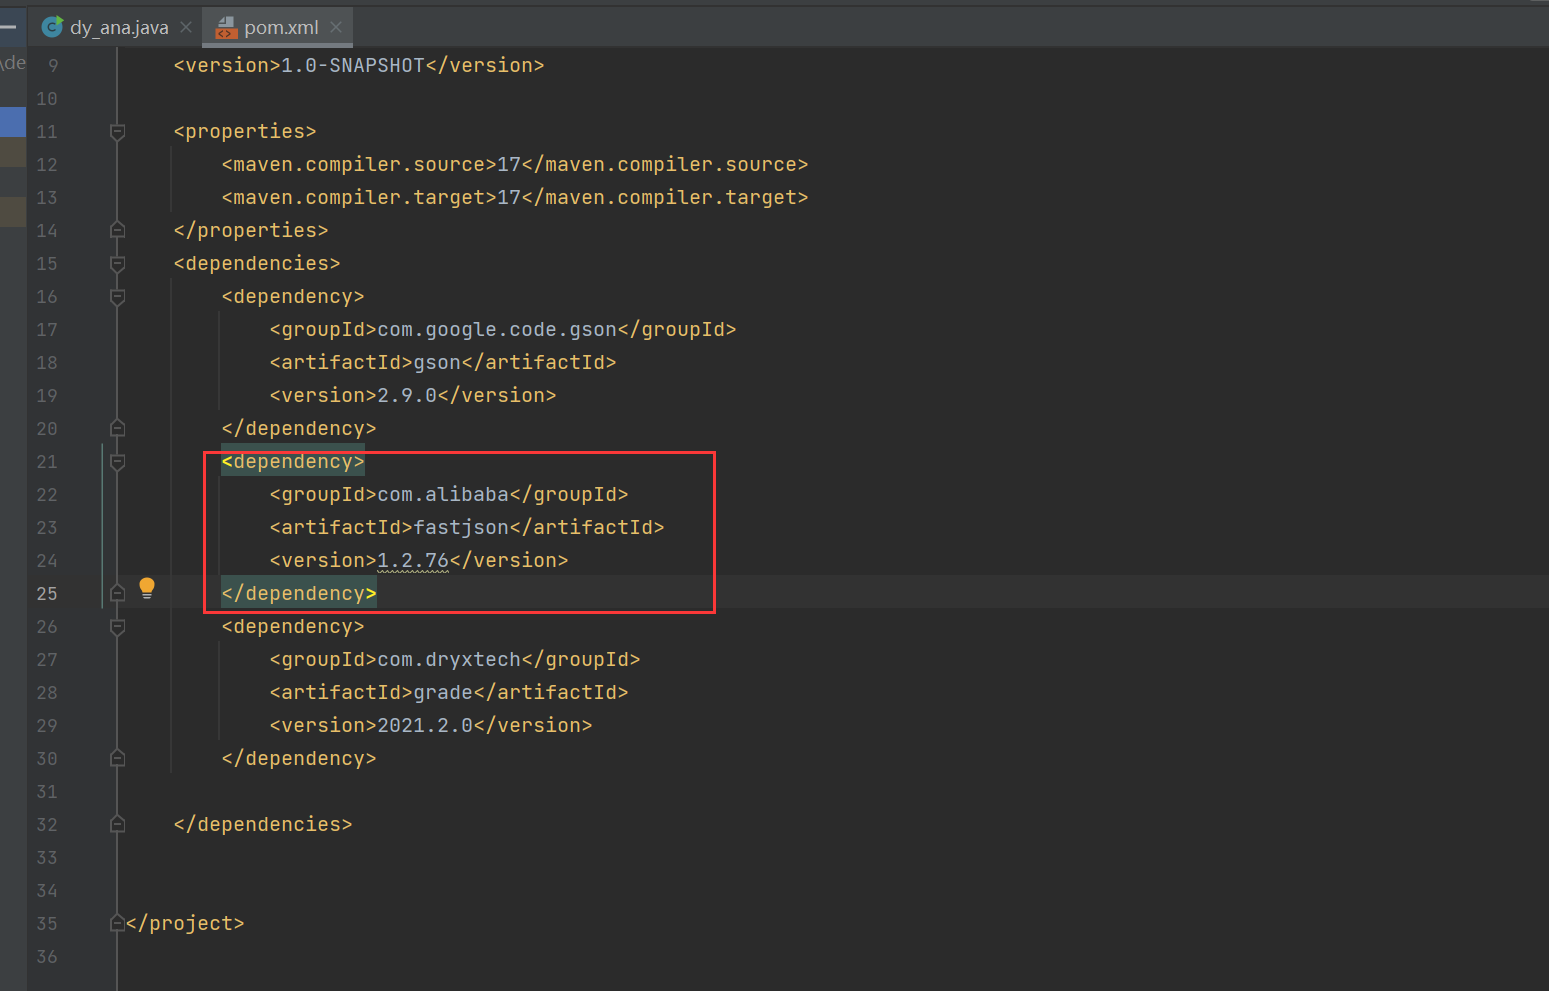 dy_ana.java
pom.xml
\de
9 <version>1.0-SNAPSHOT</version>
10
11 <properties>
12 <maven.compiler.source>17</maven.compiler.source>
13 <maven.compiler.target>17</maven.compiler.target>
14 </properties>
15 <dependencies>
16 <dependency>
17 <groupId>com.google.code.gson</groupId>
18 <artifactId>gson</artifactId>
19 <version>2.9.0</version>
20 </dependency>
21 <dependency>
22 <groupId>com.alibaba</groupId>
23 <artifactId>fastjson</artifactId>
24 <version>1.2.76</version>
25 </dependency>
26 <dependency>
27 <groupId>com.dryxtech</groupId>
28 <artifactId>grade</artifactId>
29 <version>2021.2.0</version>
30 </dependency>
31
32 </dependencies>
33
34
35 </project>
36